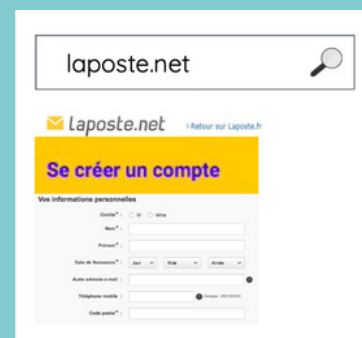 laposte.net
laposte.net › Retour sur Laposte.fr
Se créer un compte
Vos informations personnelles
Civilité* : M Mme
Nom* :
Prénom* :
Date de Naissance* : Jour Mois Année
Autre adresse e-mail :
Téléphone mobile :
Code postal* :